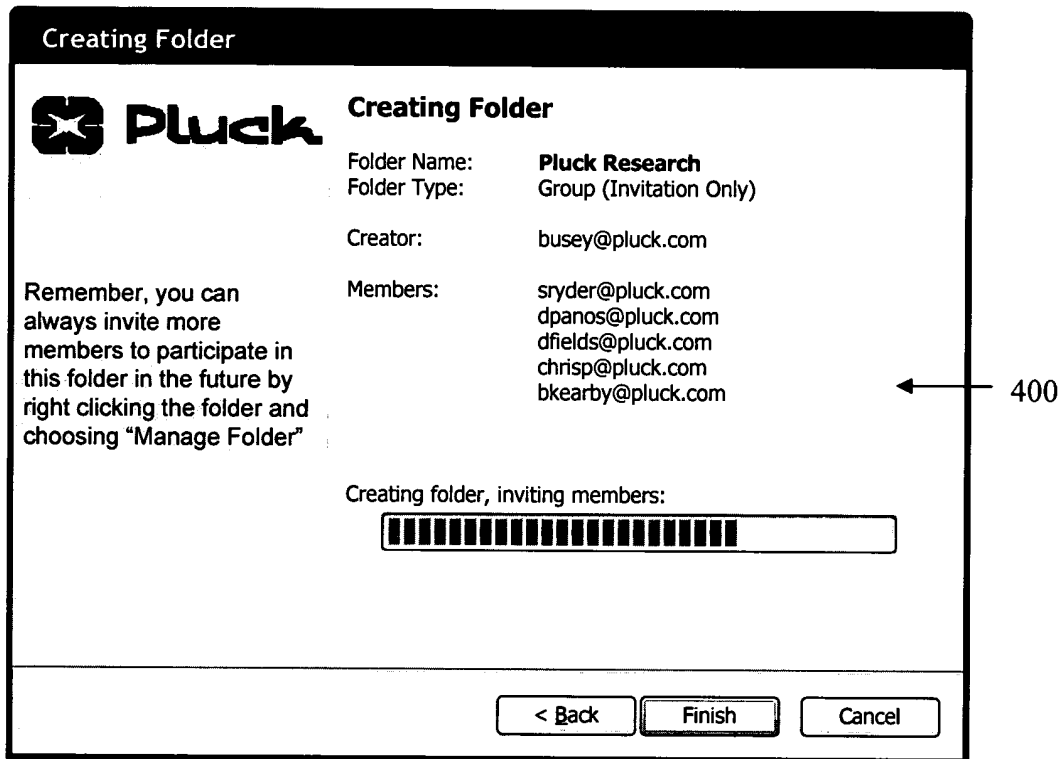 Creating Folder
Pluck
Creating Folder
Folder Name: Pluck Research
Folder Type: Group (Invitation Only)
Creator: busey@pluck.com
Members: sryder@pluck.com
dpanos@pluck.com
dfields@pluck.com
chrisp@pluck.com
bkearby@pluck.com
Remember, you can
always invite more
members to participate in
this folder in the future by
right clicking the folder and
choosing “Manage Folder”
400
Creating folder, inviting members:
< Back Finish Cancel